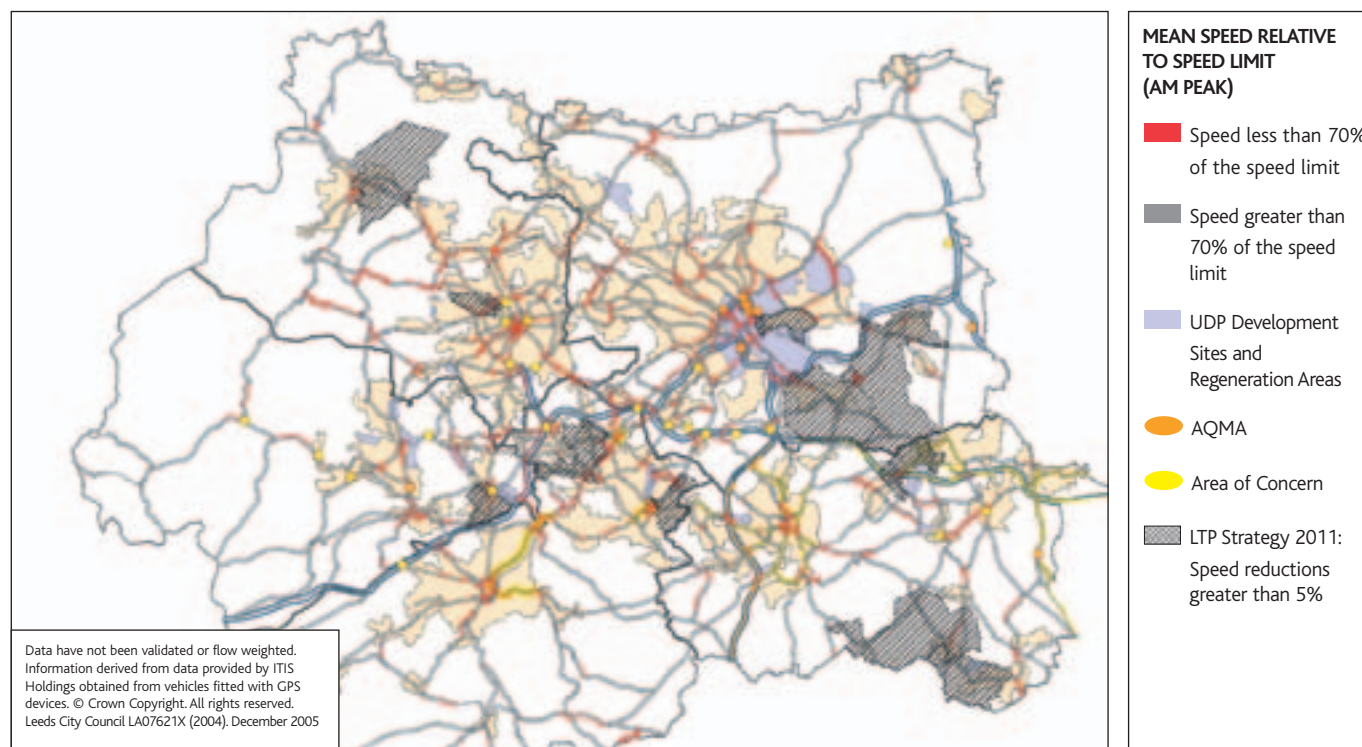 MEAN SPEED RELATIVE
TO SPEED LIMIT
(AM PEAK)
Speed less than 70%
of the speed limit
Speed greater than
70% of the speed
limit
UDP Development
Sites and
Regeneration Areas
AQMA
Area of Concern
LTP Strategy 2011:
Speed reductions
greater than 5%
Data have not been validated or flow weighted.
Information derived from data provided by ITIS
Holdings obtained from vehicles fitted with GPS
devices. © Crown Copyright. All rights reserved.
Leeds City Council LA07621X (2004). December 2005